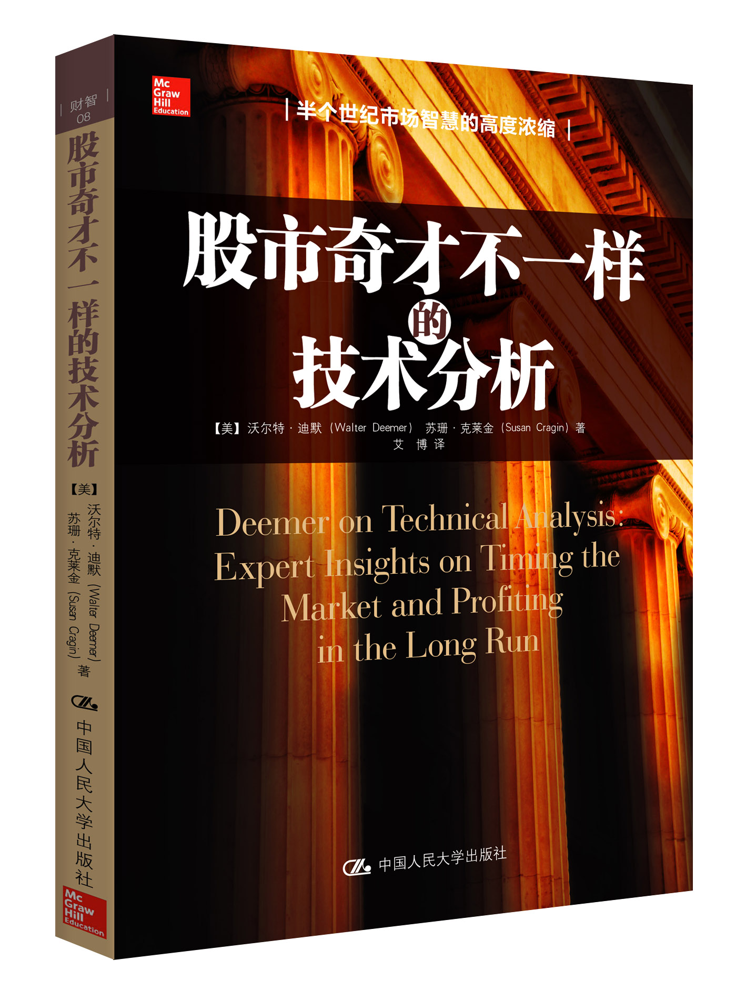 财智
08
股市奇才不一样的技术分析
【美】
沃尔特·迪默 (Walter Deemer)
苏珊·克莱金 (Susan Cragin)
著
中国人民大学出版社
Mc
Graw
Hill
Education
Mc
Graw
Hill
Education
半个世纪市场智慧的高度浓缩
股市奇才不一样
的
技术分析
【美】沃尔特·迪默 (Walter Deemer) 苏珊·克莱金 (Susan Cragin) 著
艾 博 译
Deemer on Technical Analysis:
Expert Insights on Timing the
Market and Profiting
in the Long Run
中国人民大学出版社